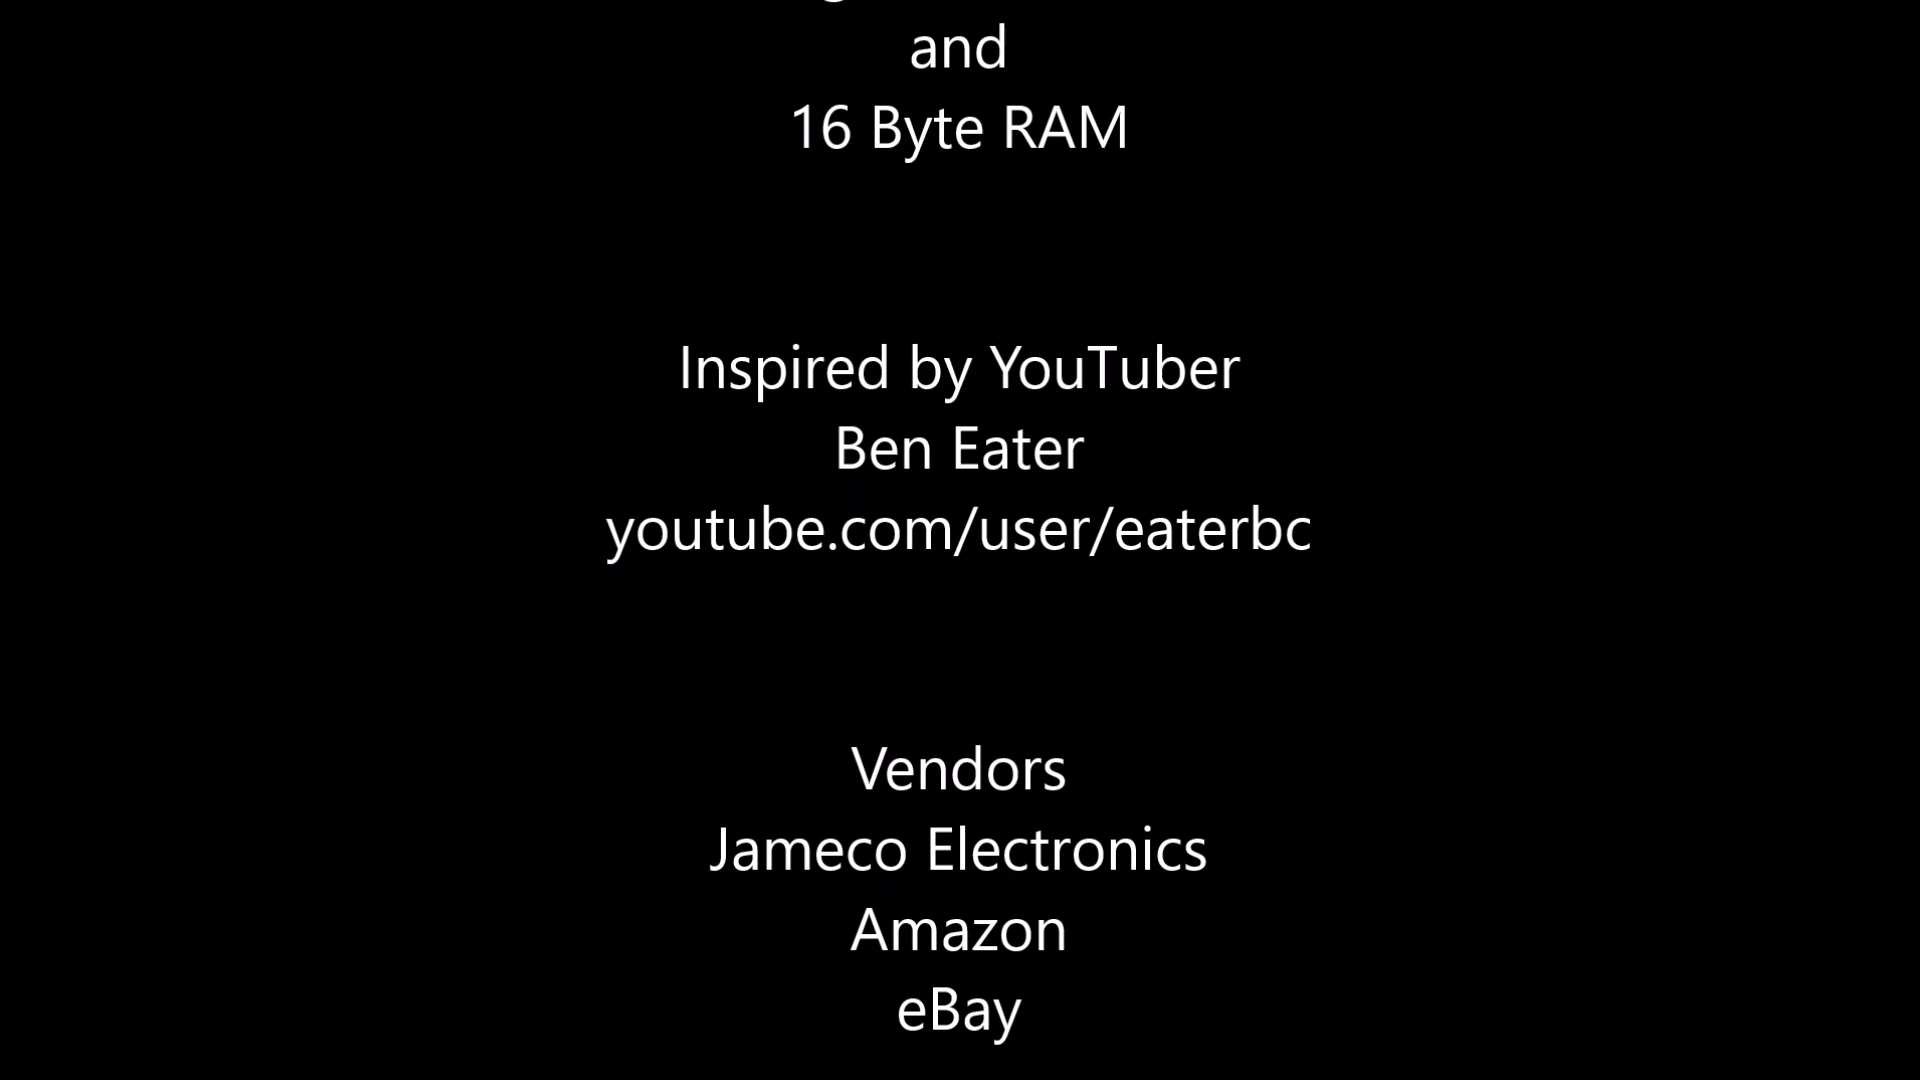 and
16 Byte RAM
Inspired by YouTuber
Ben Eater
youtube.com/user/eaterbc
Vendors
Jameco Electronics
Amazon
eBay